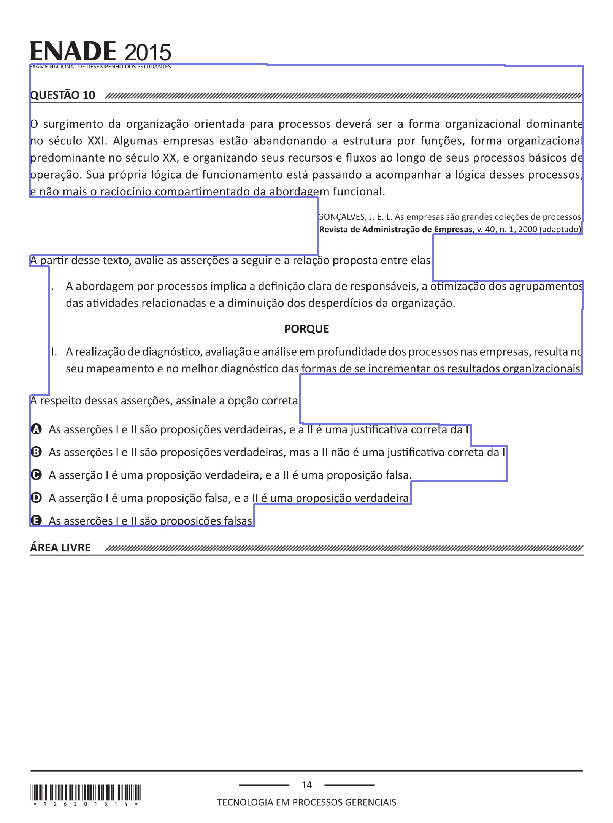 ENADE 2015
EXAME NACIONAL DE DESEMPENHO DOS ESTUDANTES
QUESTÃO 10
O surgimento da organização orientada para processos deverá ser a forma organizacional dominante
no século XXI. Algumas empresas estão abandonando a estrutura por funções, forma organizacional
predominante no século XX, e organizando seus recursos e fluxos ao longo de seus processos básicos de
operação. Sua própria lógica de funcionamento está passando a acompanhar a lógica desses processos,
e não mais o raciocínio compartimentado da abordagem funcional.
GONÇALVES, J. E. L. As empresas são grandes coleções de processos
Revista de Administração de Empresas, v. 40, n. 1, 2000 (adaptado)
A partir desse texto, avalie as asserções a seguir e a relação proposta entre elas
. A abordagem por processos implica a definição clara de responsáveis, a otimização dos agrupamentos
das atividades relacionadas e a diminuição dos desperdícios da organização.
PORQUE
I. A realização de diagnóstico, avaliação e análise em profundidade dos processos nas empresas, resulta no
seu mapeamento e no melhor diagnóstico das formas de se incrementar os resultados organizacionais
A respeito dessas asserções, assinale a opção correta
A As asserções I e II são proposições verdadeiras, e a II é uma justificativa correta da I
B As asserções I e II são proposições verdadeiras, mas a II não é uma justificativa correta da I
C A asserção I é uma proposição verdadeira, e a II é uma proposição falsa.
D A asserção I é uma proposição falsa, e a II é uma proposição verdadeira
E As asserções I e II são proposições falsas
ÁREA LIVRE
14
TECNOLOGIA EM PROCESSOS GERENCIAIS